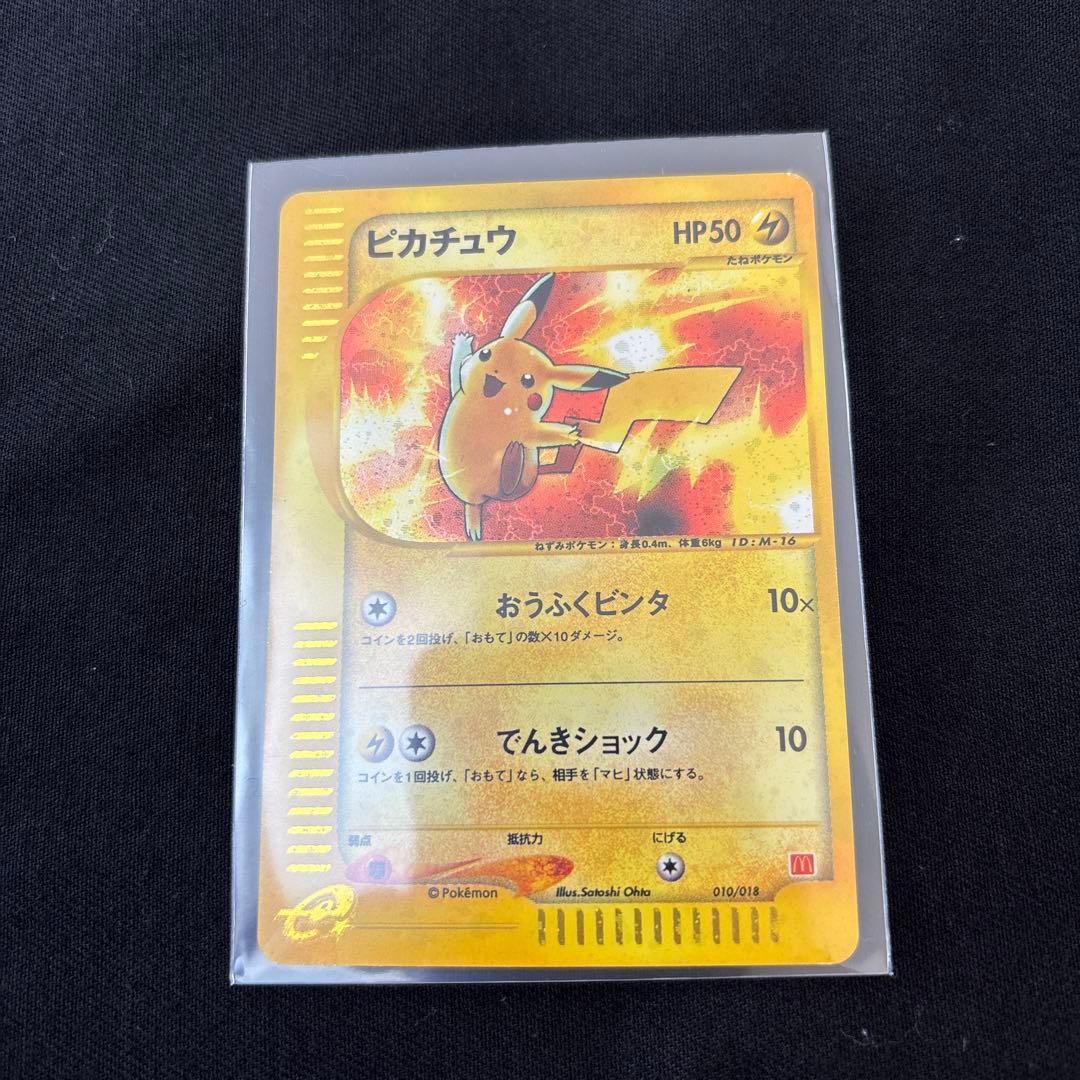 ピカチュウ HP50
たねポケモン
ねずみポケモン:身長0.4m、体重6kg ID:M-16
おうふくビンタ 10×
コインを2回投げ、「おもて」の数×10ダメージ。
でんきショック 10
コインを1回投げ、「おもて」なら、相手を「マヒ」状態にする。
弱点 抵抗力 にげる
©Pokémon Illus.Satoshi Ohta 010/018